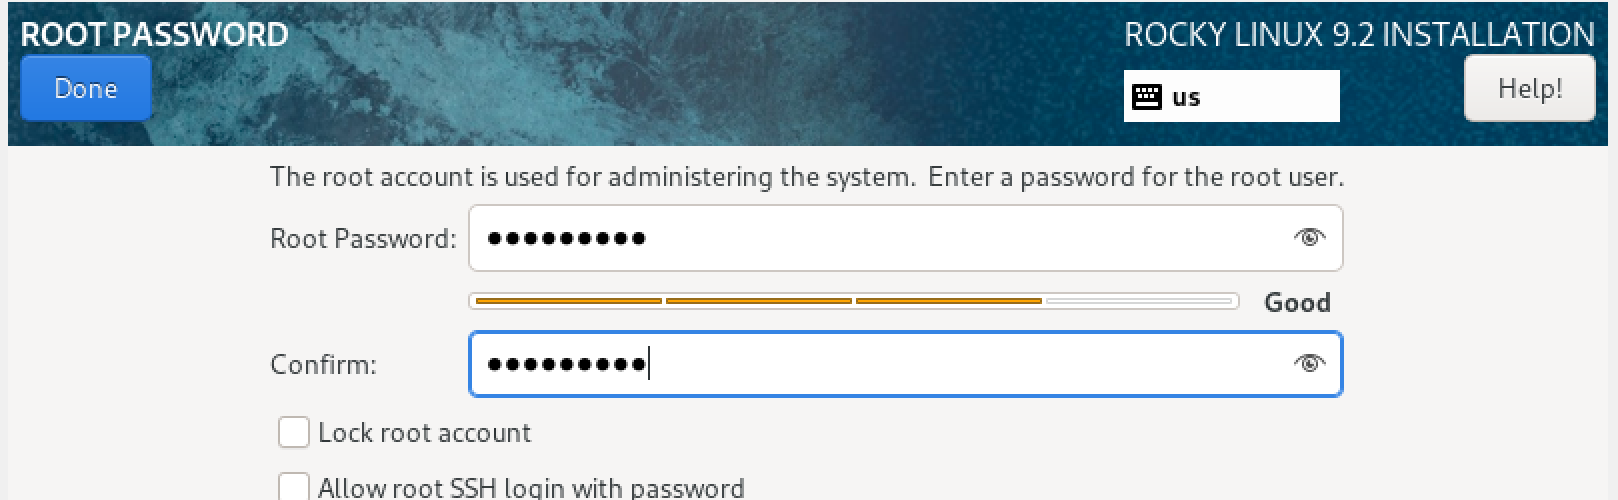 ROOT PASSWORD
ROCKY LINUX 9.2 INSTALLATION
Done
us
Help!
The root account is used for administering the system.  Enter a password for the root user.
Root Password: ●●●●●●●●●
Good
Confirm: ●●●●●●●●●
Lock root account
Allow root SSH login with password